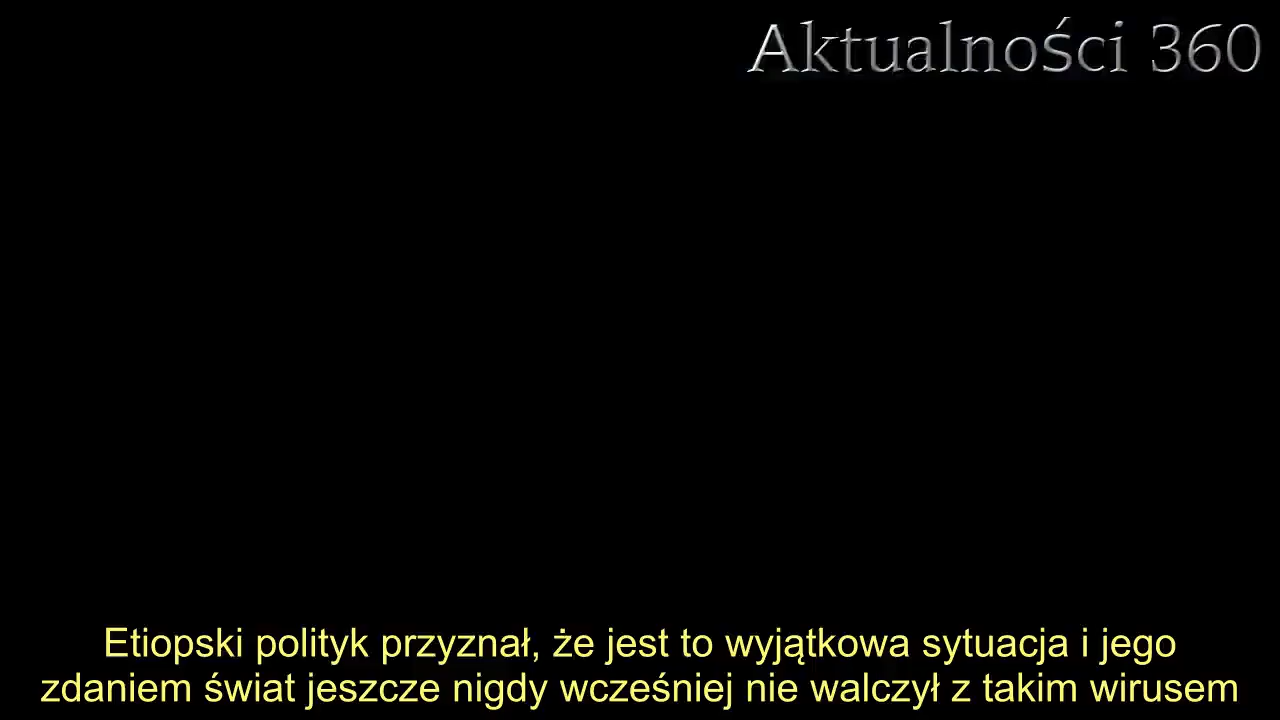 Aktualności 360
Etiopski polityk przyznał, że jest to wyjątkowa sytuacja i jego
zdaniem świat jeszcze nigdy wcześniej nie walczył z takim wirusem